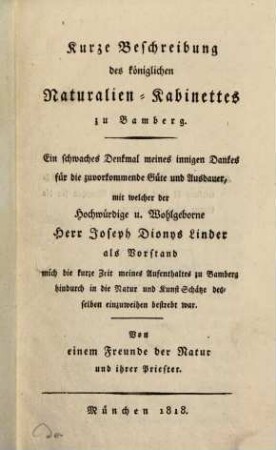 Kurze Beschreibung
des königlichen
Naturalien-Kabinettes
zu Bamberg.
Ein schwaches Denkmal meines innigen Dankes
für die zuvorkommende Güte und Ausdauer,
mit welcher der
Hochwürdige u. Wohlgeborne
Herr Joseph Dionys Linder
als Vorstand
mich die kurze Zeit meines Aufenthaltes zu Bamberg
hindurch in die Natur und Kunst Schätze des-
selben einzuweihen bestrebt war.
Von
einem Freunde der Natur
und ihrer Priester.
München 1818.